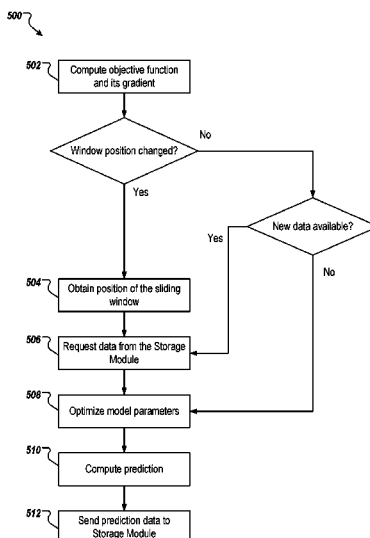 500
502
Compute objective function
and its gradient
No
Window position changed?
Yes
New data available?
Yes
No
504
Obtain position of the sliding
window
506
Request data from the Storage
Module
508
Optimize model parameters
510
Compute prediction
512
Send prediction data to
Storage Module